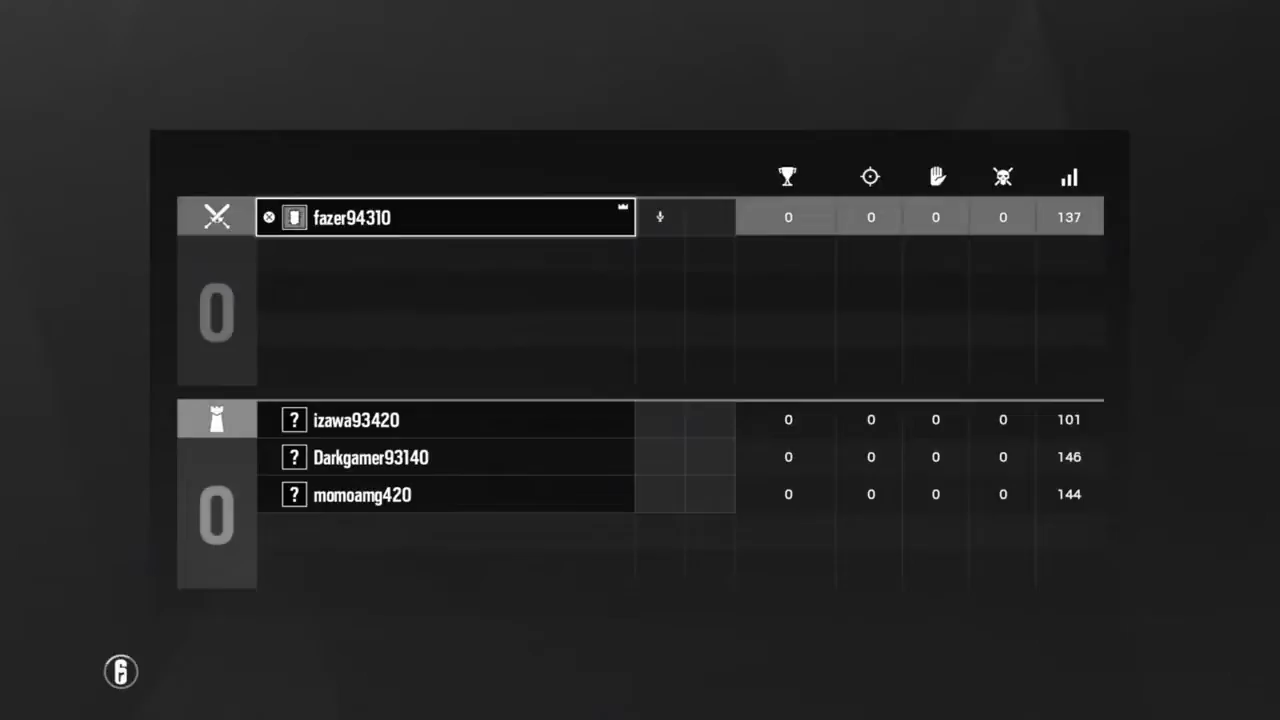 fazer94310 0 0 0 0 137
0
? izawa93420 0 0 0 0 101
? Darkgamer93140 0 0 0 0 146
? momoamg420 0 0 0 0 144
0
6